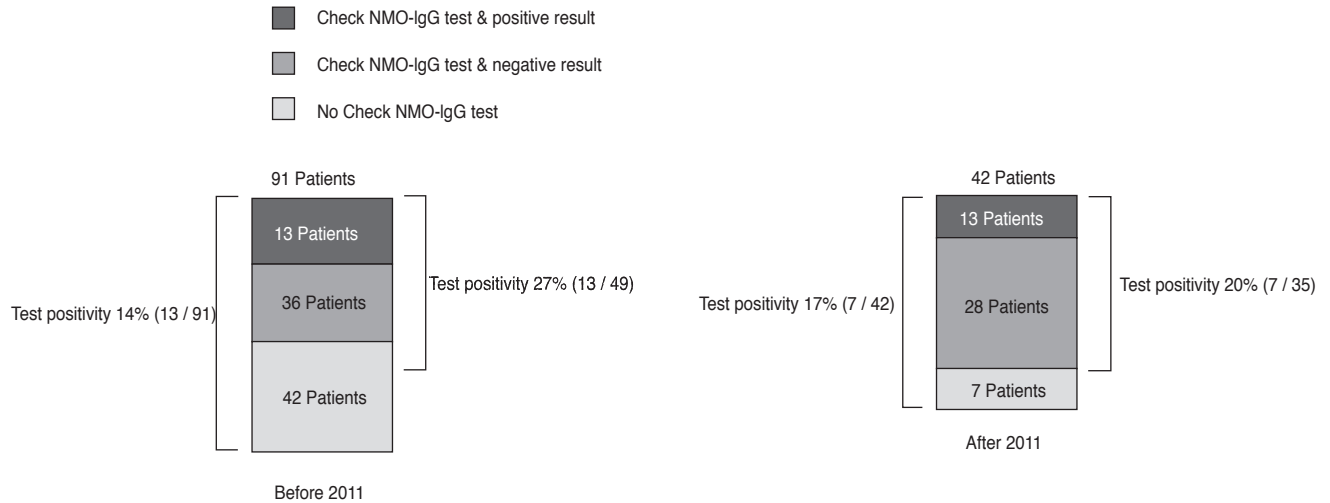 Check NMO-IgG test & positive result
Check NMO-IgG test & negative result
No Check NMO-IgG test
91 Patients
13 Patients
36 Patients
42 Patients
Test positivity 14% (13 / 91)
Test positivity 27% (13 / 49)
Before 2011
42 Patients
13 Patients
28 Patients
7 Patients
Test positivity 17% (7 / 42)
Test positivity 20% (7 / 35)
After 2011